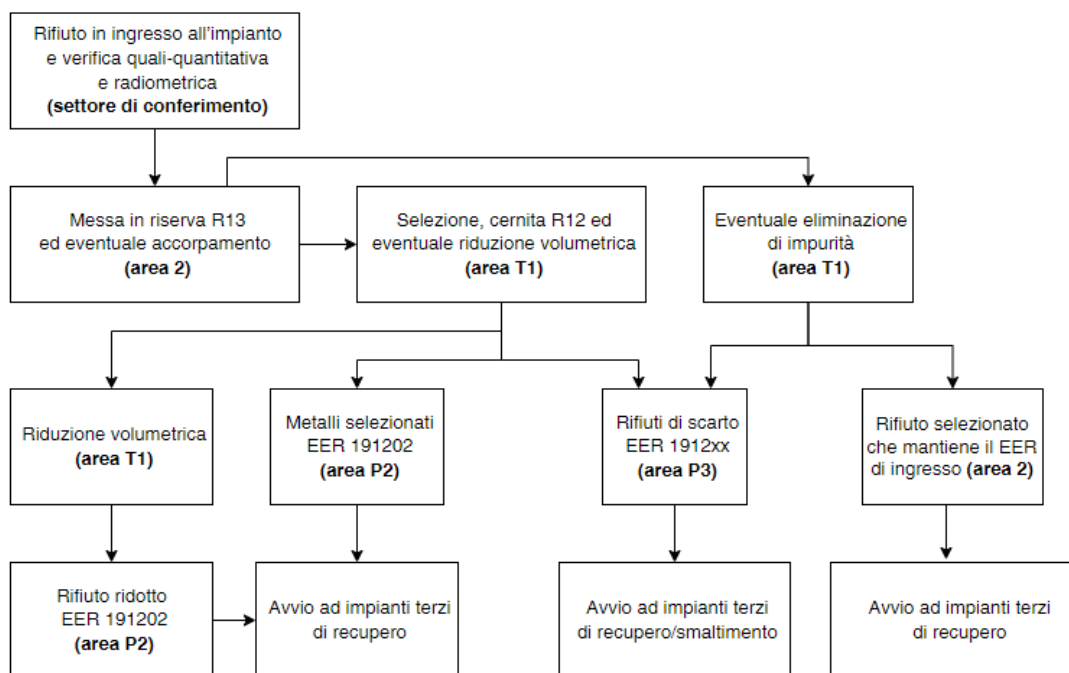 Rifiuto in ingresso all'impianto
e verifica quali-quantitativa
e radiometrica
(settore di conferimento)
Messa in riserva R13
ed eventuale accorpamento
(area 2)
Selezione, cernita R12 ed
eventuale riduzione volumetrica
(area T1)
Eventuale eliminazione
di impurità
(area T1)
Riduzione volumetrica
(area T1)
Metalli selezionati
EER 191202
(area P2)
Rifiuti di scarto
EER 1912xx
(area P3)
Rifiuto selezionato
che mantiene il EER
di ingresso (area 2)
Rifiuto ridotto
EER 191202
(area P2)
Avvio ad impianti terzi
di recupero
Avvio ad impianti terzi
di recupero/smaltimento
Avvio ad impianti terzi
di recupero